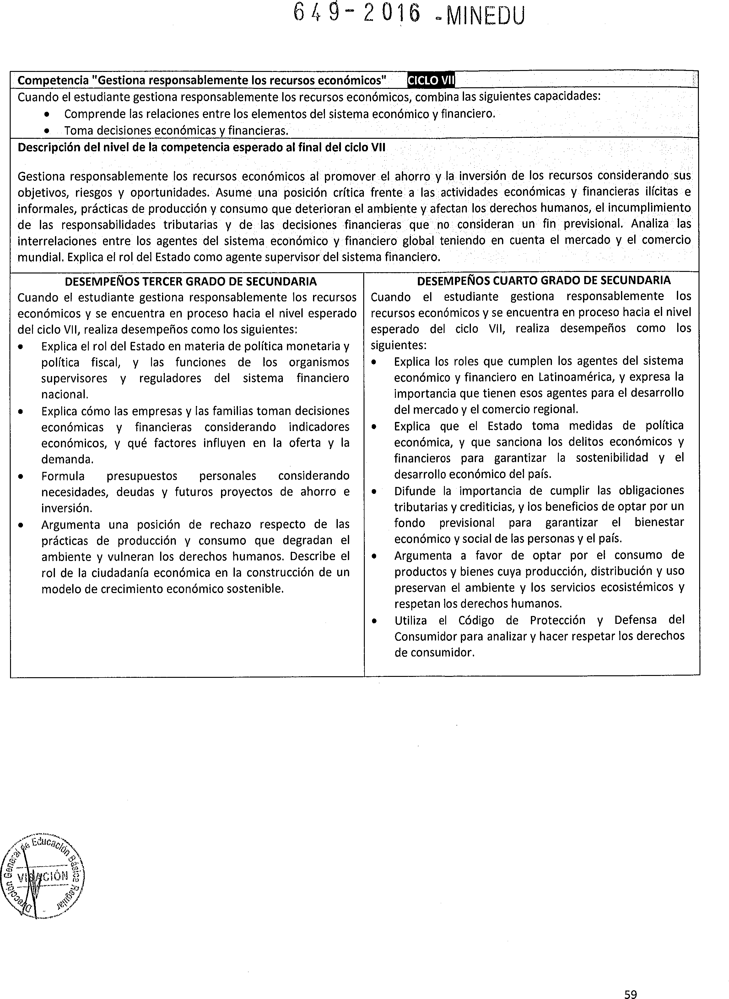 649-2016 -MINEDU
Competencia "Gestiona responsablemente los recursos económicos" CICLO VII
Cuando el estudiante gestiona responsablemente los recursos económicos, combina las siguientes capacidades:
• Comprende las relaciones entre los elementos del sistema económico y financiero.
• Toma decisiones económicas y financieras.
Descripción del nivel de la competencia esperado al final del ciclo VII
Gestiona responsablemente los recursos económicos al promover el ahorro y la inversión de los recursos considerando sus
objetivos, riesgos y oportunidades. Asume una posición crítica frente a las actividades económicas y financieras ilícitas e
informales, prácticas de producción y consumo que deterioran el ambiente y afectan los derechos humanos, el incumplimiento
de las responsabilidades tributarias y de las decisiones financieras que no consideran un fin previsional. Analiza las
interrelaciones entre los agentes del sistema económico y financiero global teniendo en cuenta el mercado y el comercio
mundial. Explica el rol del Estado como agente supervisor del sistema financiero.
DESEMPEÑOS TERCER GRADO DE SECUNDARIA
Cuando el estudiante gestiona responsablemente los recursos
económicos y se encuentra en proceso hacia el nivel esperado
del ciclo VII, realiza desempeños como los siguientes:
• Explica el rol del Estado en materia de política monetaria y
política fiscal, y las funciones de los organismos
supervisores y reguladores del sistema financiero
nacional.
• Explica cómo las empresas y las familias toman decisiones
económicas y financieras considerando indicadores
económicos, y qué factores influyen en la oferta y la
demanda.
• Formula presupuestos personales considerando
necesidades, deudas y futuros proyectos de ahorro e
inversión.
• Argumenta una posición de rechazo respecto de las
prácticas de producción y consumo que degradan el
ambiente y vulneran los derechos humanos. Describe el
rol de la ciudadanía económica en la construcción de un
modelo de crecimiento económico sostenible.
DESEMPEÑOS CUARTO GRADO DE SECUNDARIA
Cuando el estudiante gestiona responsablemente los
recursos económicos y se encuentra en proceso hacia el nivel
esperado del ciclo VII, realiza desempeños como los
siguientes:
• Explica los roles que cumplen los agentes del sistema
económico y financiero en Latinoamérica, y expresa la
importancia que tienen esos agentes para el desarrollo
del mercado y el comercio regional.
• Explica que el Estado toma medidas de política
económica, y que sanciona los delitos económicos y
financieros para garantizar la sostenibilidad y el
desarrollo económico del país.
• Difunde la importancia de cumplir las obligaciones
tributarias y crediticias, y los beneficios de optar por un
fondo previsional para garantizar el bienestar
económico y social de las personas y el país.
• Argumenta a favor de optar por el consumo de
productos y bienes cuya producción, distribución y uso
preservan el ambiente y los servicios ecosistémicos y
respetan los derechos humanos.
• Utiliza el Código de Protección y Defensa del
Consumidor para analizar y hacer respetar los derechos
de consumidor.
Dirección General de Educación Básica Regular
VISACIÓN
59